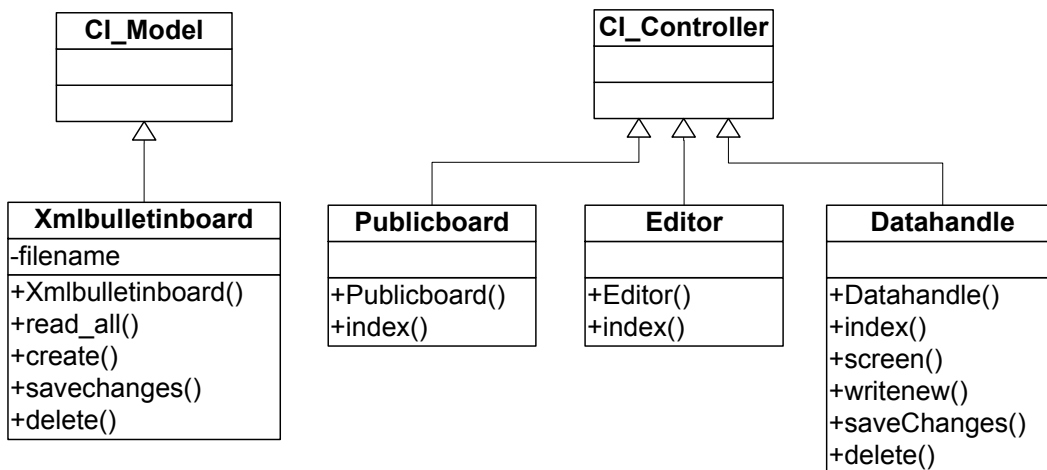 CI_Model
CI_Controller
Xmlbulletinboard
-filename
+Xmlbulletinboard()
+read_all()
+create()
+savechanges()
+delete()
Publicboard
+Publicboard()
+index()
Editor
+Editor()
+index()
Datahandle
+Datahandle()
+index()
+screen()
+writenew()
+saveChanges()
+delete()